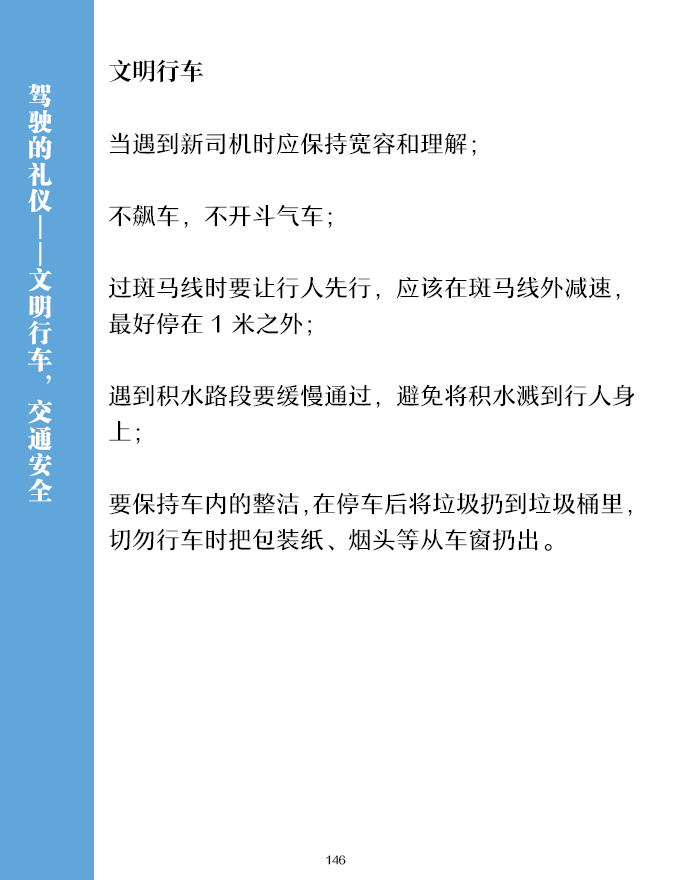 驾驶的礼仪——文明行车，交通安全
文明行车
当遇到新司机时应保持宽容和理解；
不飙车，不开斗气车；
过斑马线时要让行人先行，应该在斑马线外减速，
最好停在 1 米之外；
遇到积水路段要缓慢通过，避免将积水溅到行人身
上；
要保持车内的整洁，在停车后将垃圾扔到垃圾桶里，
切勿行车时把包装纸、烟头等从车窗扔出。
146